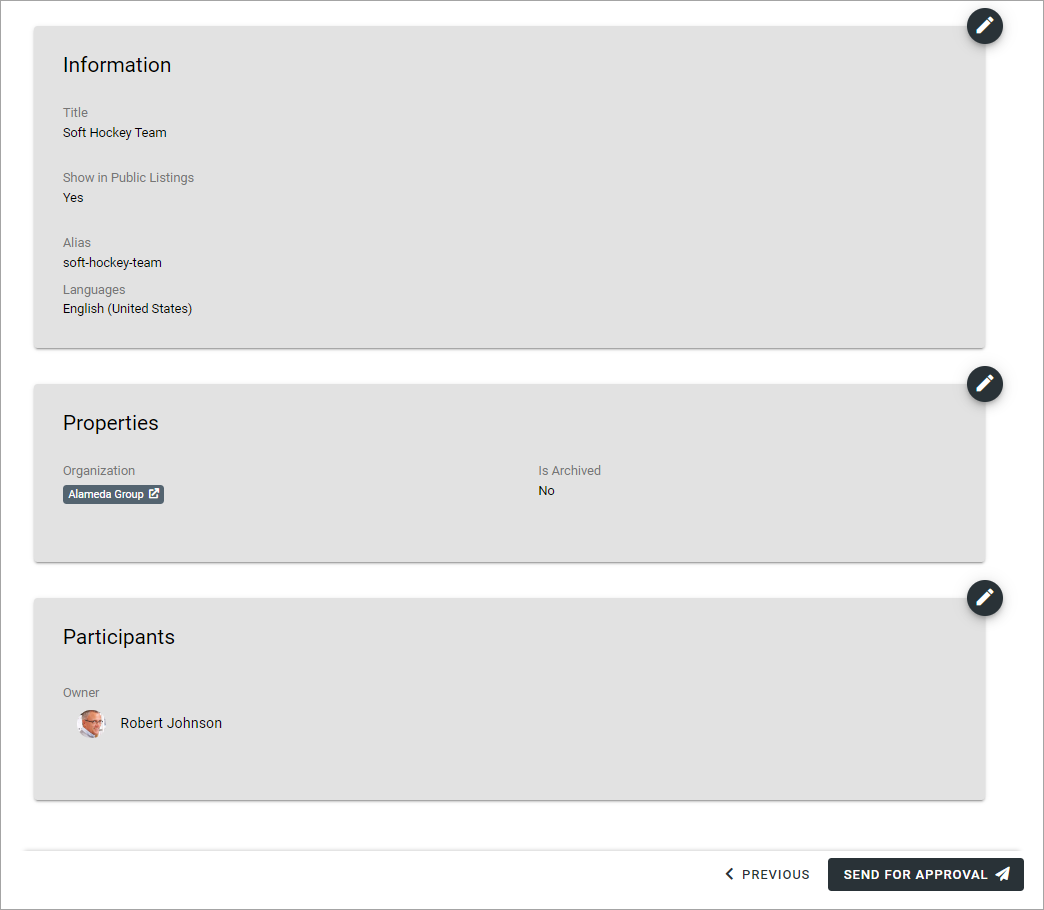 Information
Title
Soft Hockey Team
Show in Public Listings
Yes
Alias
soft-hockey-team
Languages
English (United States)
Properties
Organization
Alameda Group
Is Archived
No
Participants
Owner
Robert Johnson
PREVIOUS
SEND FOR APPROVAL